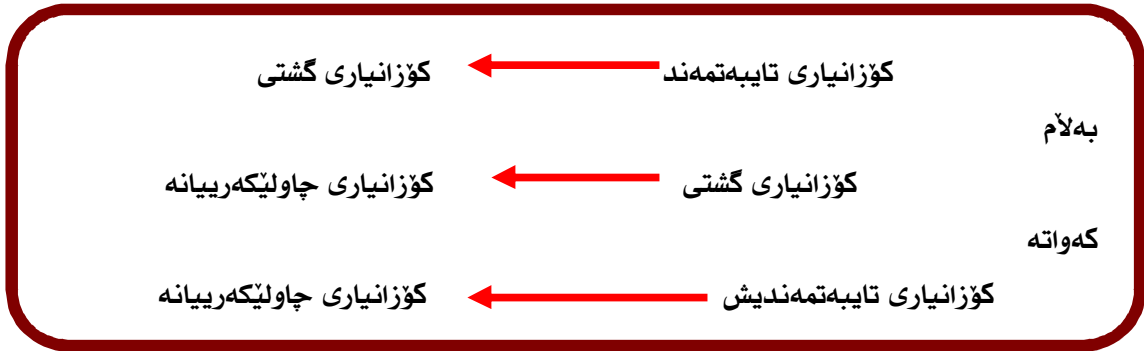 کۆزانیاری تایبەتمەند کۆزانیاری گشتی
بەڵام
کۆزانیاری گشتی کۆزانیاری چاولێکەرییانە
کەواتە
کۆزانیاری تایبەتمەندیش کۆزانیاری چاولێکەرییانە